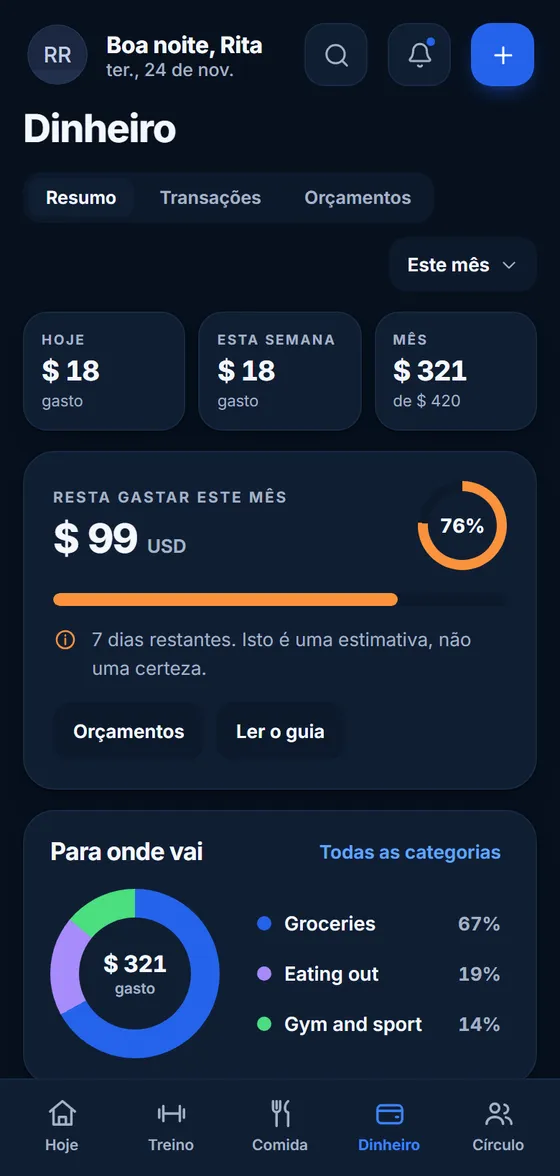 RR
Boa noite, Rita
ter., 24 de nov.
Dinheiro
Resumo Transações Orçamentos
Este mês
HOJE
$ 18
gasto
ESTA SEMANA
$ 18
gasto
MÊS
$ 321
de $ 420
RESTA GASTAR ESTE MÊS
$ 99 USD
76%
7 dias restantes. Isto é uma estimativa, não
uma certeza.
Orçamentos Ler o guia
Para onde vai Todas as categorias
$ 321
gasto
Groceries 67%
Eating out 19%
Gym and sport 14%
Hoje Treino Comida Dinheiro Círculo